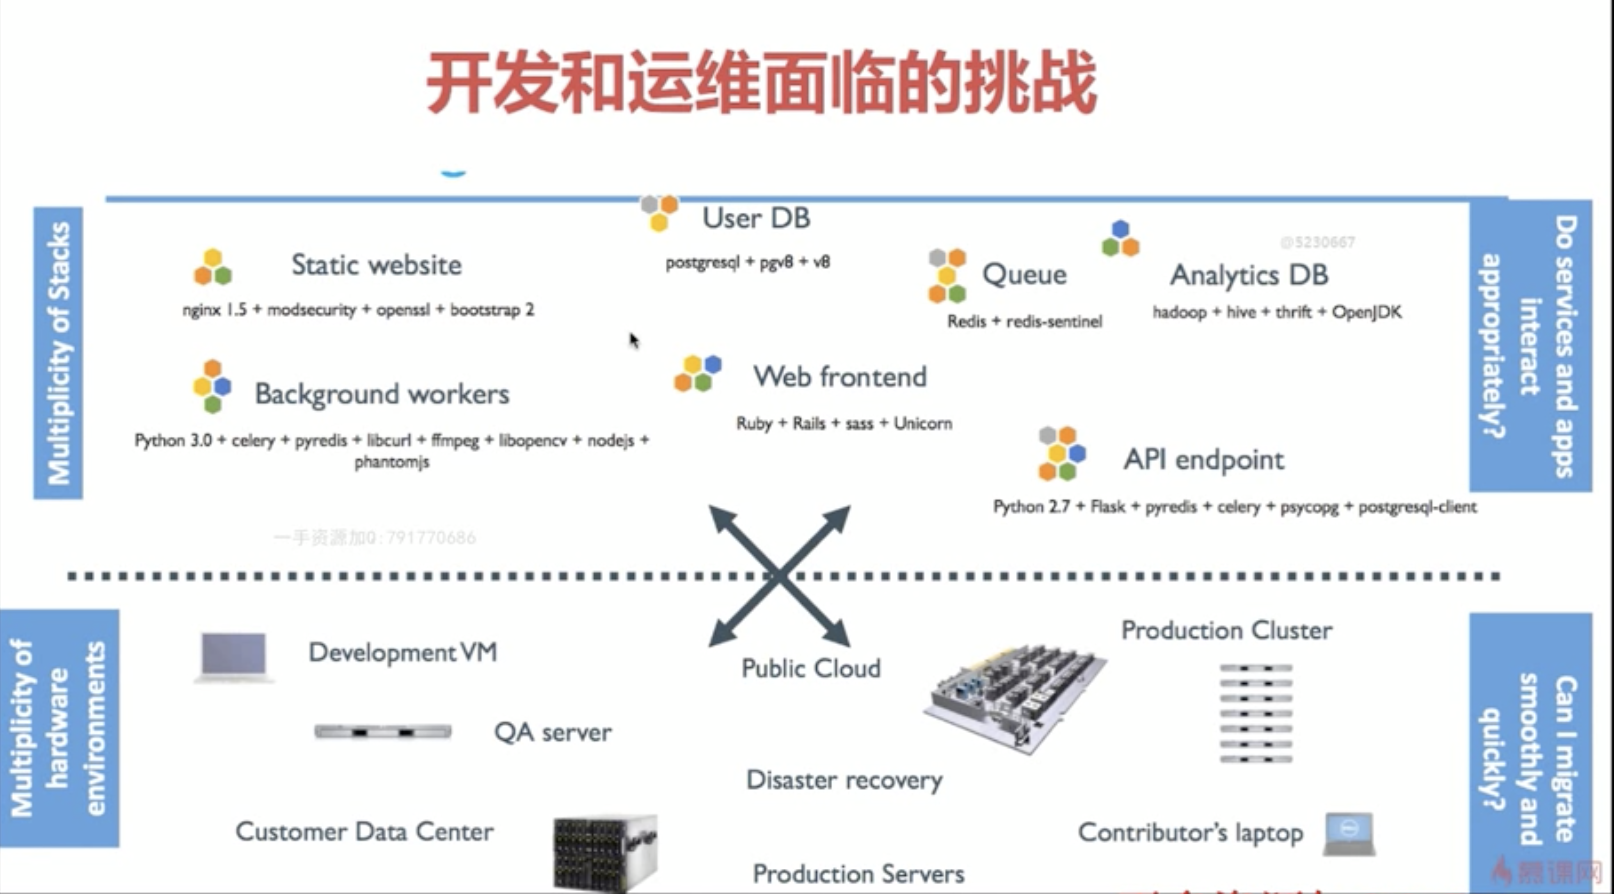 开发和运维面临的挑战
Multiplicity of Stacks
Static website
nginx 1.5 + modsecurity + openssl + bootstrap 2
User DB
postgresql + pgv8 + v8
Queue
Redis + redis-sentinel
@5230667
Analytics DB
hadoop + hive + thrift + OpenJDK
Background workers
Python 3.0 + celery + pyredis + libcurl + ffmpeg + libopencv + nodejs +
phantomjs
Web frontend
Ruby + Rails + sass + Unicorn
API endpoint
Python 2.7 + Flask + pyredis + celery + psycopg + postgresql-client
Do services and apps
interact
appropriately?
一手资源加Q:791770686
Multiplicity of
hardware
environments
Development VM
QA server
Customer Data Center
Public Cloud
Disaster recovery
Production Servers
Production Cluster
Contributor's laptop
DELL
Can I migrate
smoothly and
quickly?
慕课网